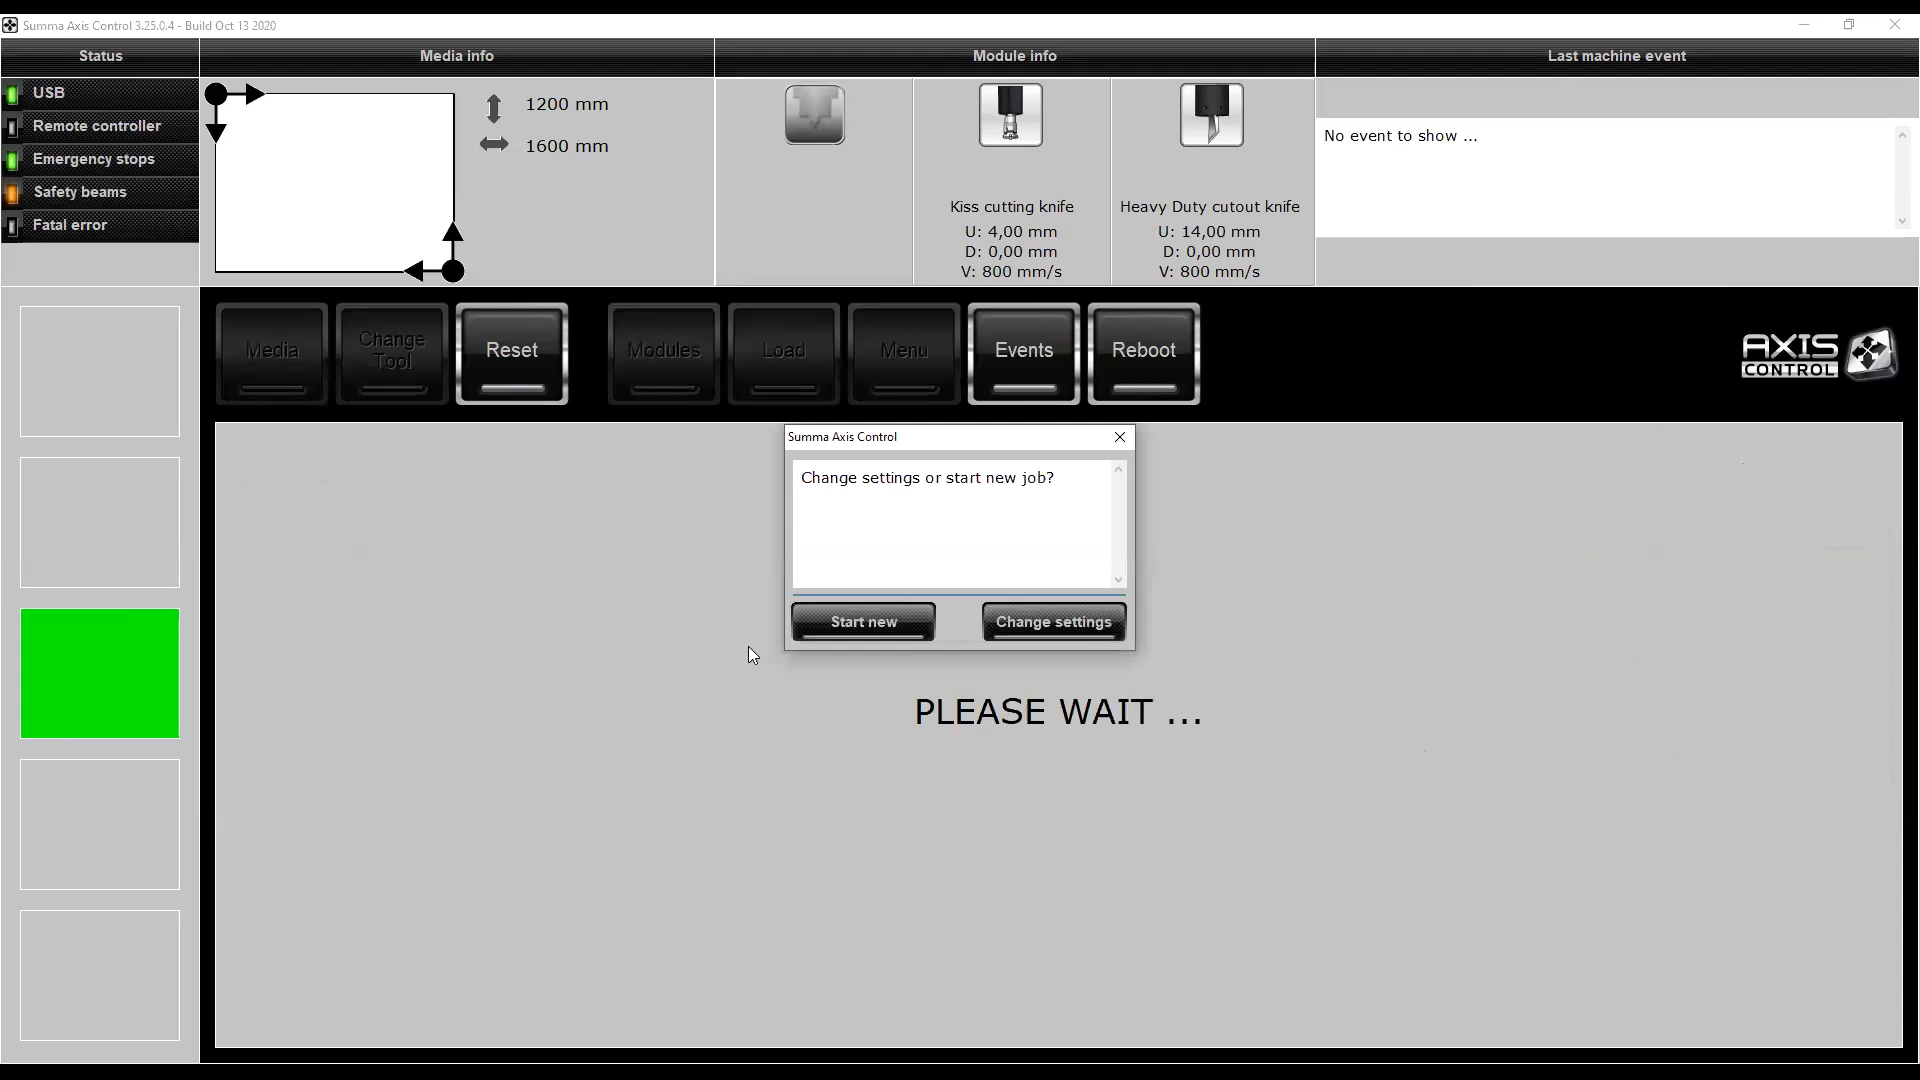 Summa Axis Control 3.25.0.4 - Build Oct 13 2020
Status
Media info
Module info
Last machine event
USB
Remote controller
Emergency stops
Safety beams
Fatal error
1200 mm
1600 mm
Kiss cutting knife
U: 4,00 mm
D: 0,00 mm
V: 800 mm/s
Heavy Duty cutout knife
U: 14,00 mm
D: 0,00 mm
V: 800 mm/s
No event to show ...
Media
Change
Tool
Reset
Modules
Load
Menu
Events
Reboot
AXIS
CONTROL
Summa Axis Control
Change settings or start new job?
Start new
Change settings
PLEASE WAIT ...